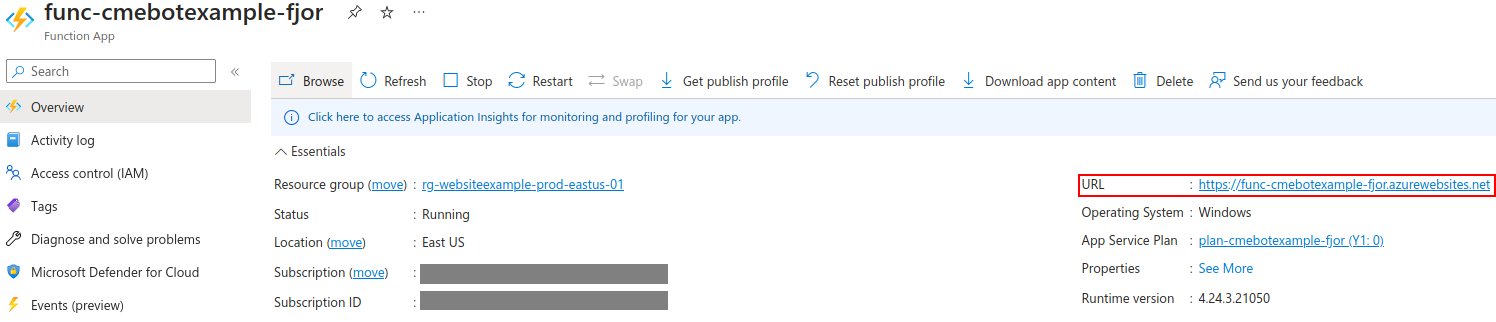 func-cmebotexample-fjor
Function App
Search
Overview
Activity log
Access control (IAM)
Tags
Diagnose and solve problems
Microsoft Defender for Cloud
Events (preview)
Browse Refresh Stop Restart Swap Get publish profile Reset publish profile Download app content Delete Send us your feedback
Click here to access Application Insights for monitoring and profiling for your app.
Essentials
Resource group (move) : rg-websiteexample-prod-eastus-01
Status : Running
Location (move) : East US
Subscription (move) :
Subscription ID :
URL : https://func-cmebotexample-fjor.azurewebsites.net
Operating System : Windows
App Service Plan : plan-cmebotexample-fjor (Y1: 0)
Properties : See More
Runtime version : 4.24.3.21050